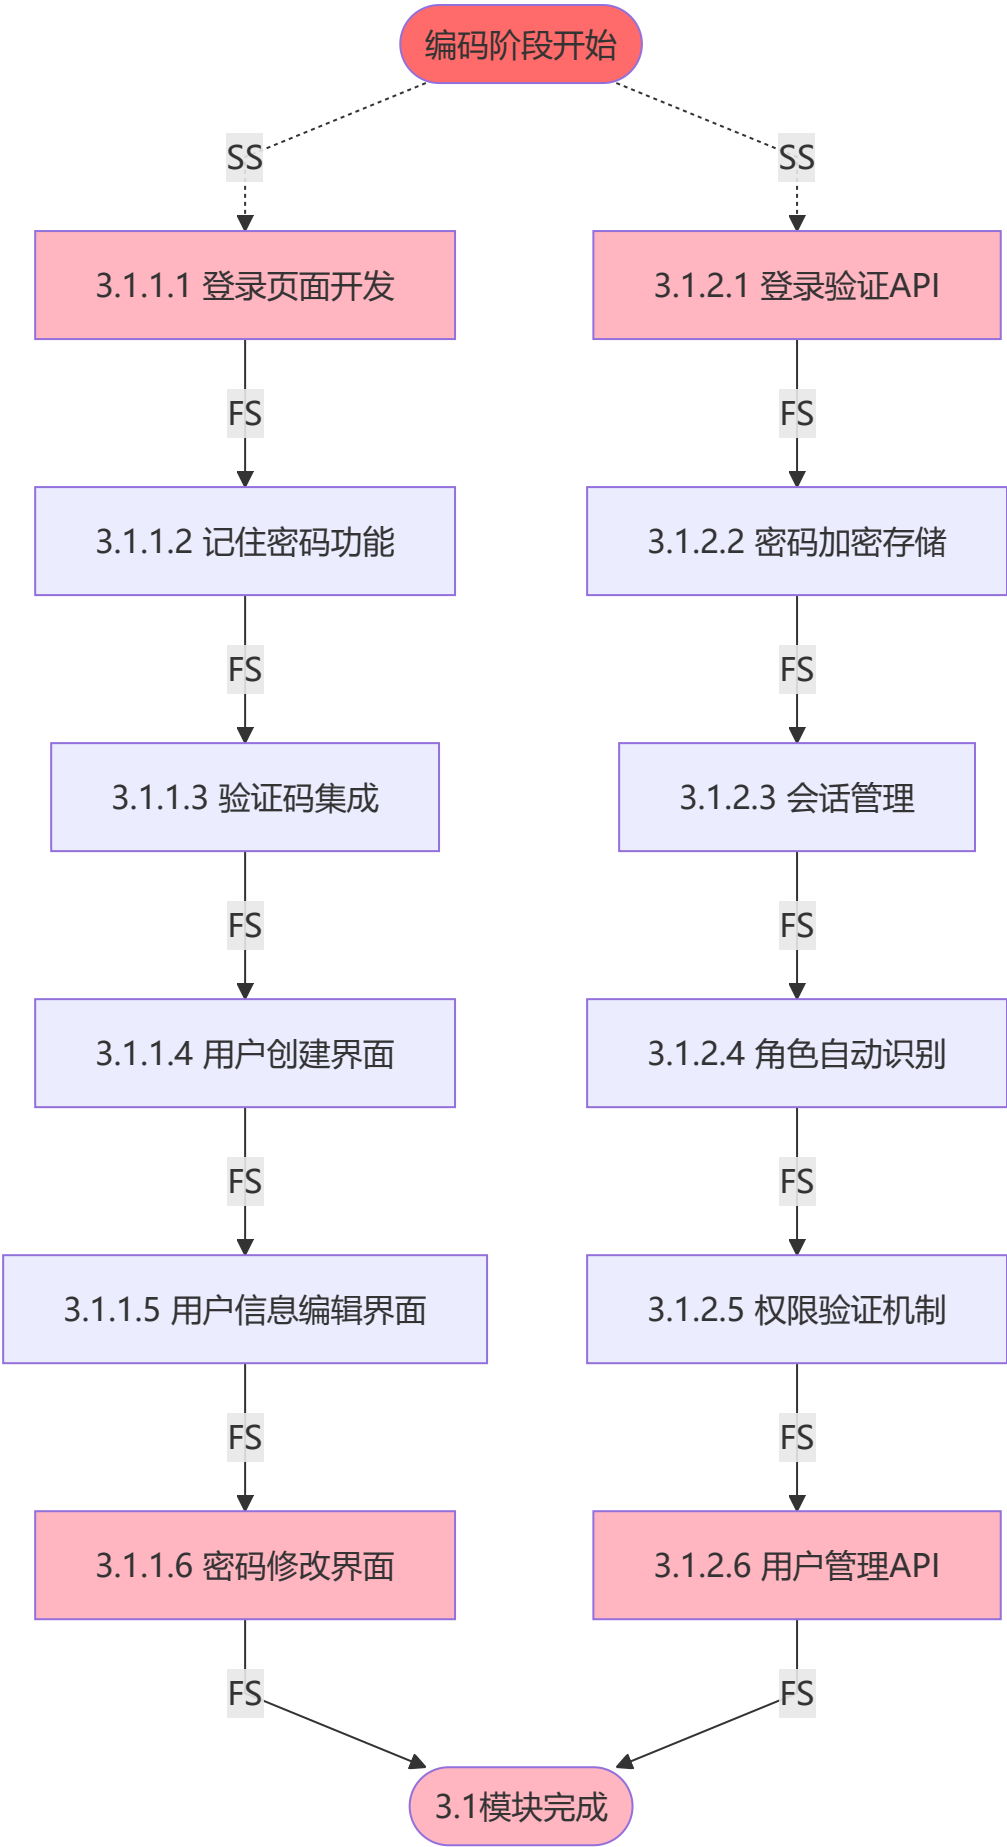 编码阶段开始
SS
SS
3.1.1.1 登录页面开发
3.1.2.1 登录验证API
FS
FS
3.1.1.2 记住密码功能
3.1.2.2 密码加密存储
FS
FS
3.1.1.3 验证码集成
3.1.2.3 会话管理
FS
FS
3.1.1.4 用户创建界面
3.1.2.4 角色自动识别
FS
FS
3.1.1.5 用户信息编辑界面
3.1.2.5 权限验证机制
FS
FS
3.1.1.6 密码修改界面
3.1.2.6 用户管理API
FS
FS
3.1模块完成